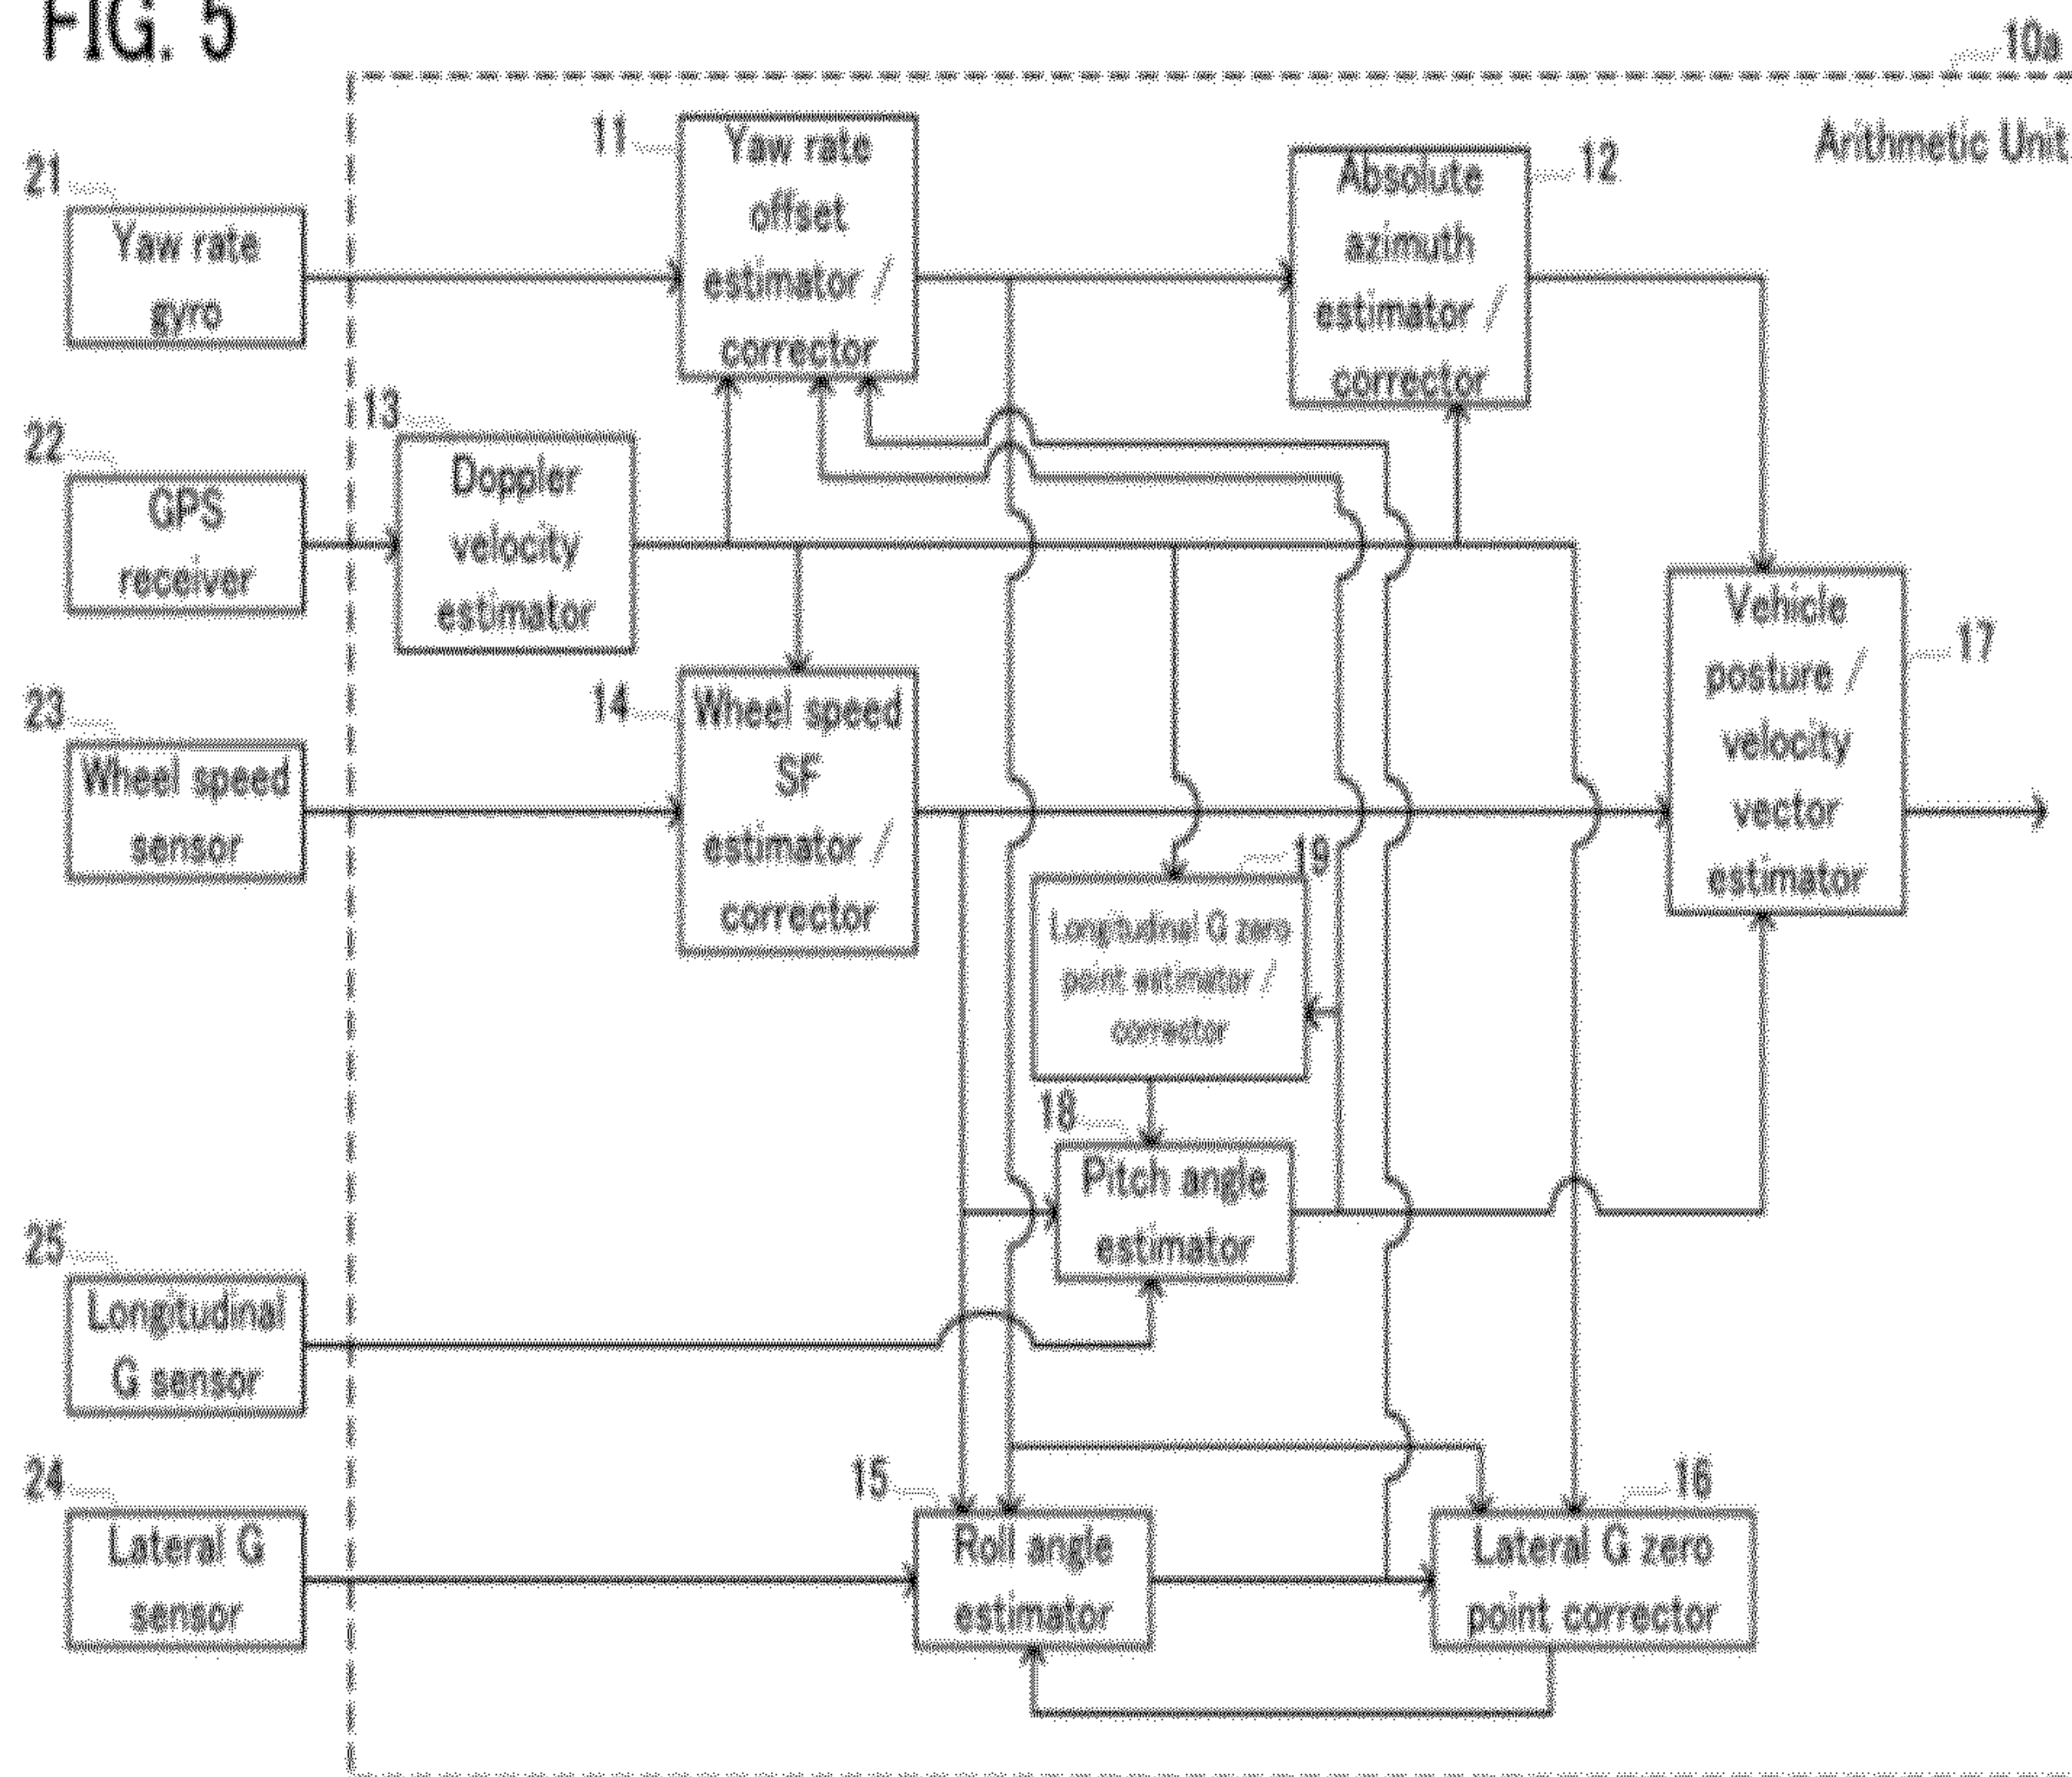 FIG. 5
10a
Arithmetic Unit
11
Yaw rate
offset
estimator /
corrector
12
Absolute
azimuth
estimator /
corrector
21
Yaw rate
gyro
13
Doppler
velocity
estimator
22
GPS
receiver
17
Vehicle
posture /
velocity
vector
estimator
14
Wheel speed
SF
estimator /
corrector
23
Wheel speed
sensor
19
Longitudinal G zero
point estimator /
corrector
18
Pitch angle
estimator
25
Longitudinal
G sensor
24
Lateral G
sensor
15
Roll angle
estimator
16
Lateral G zero
point corrector